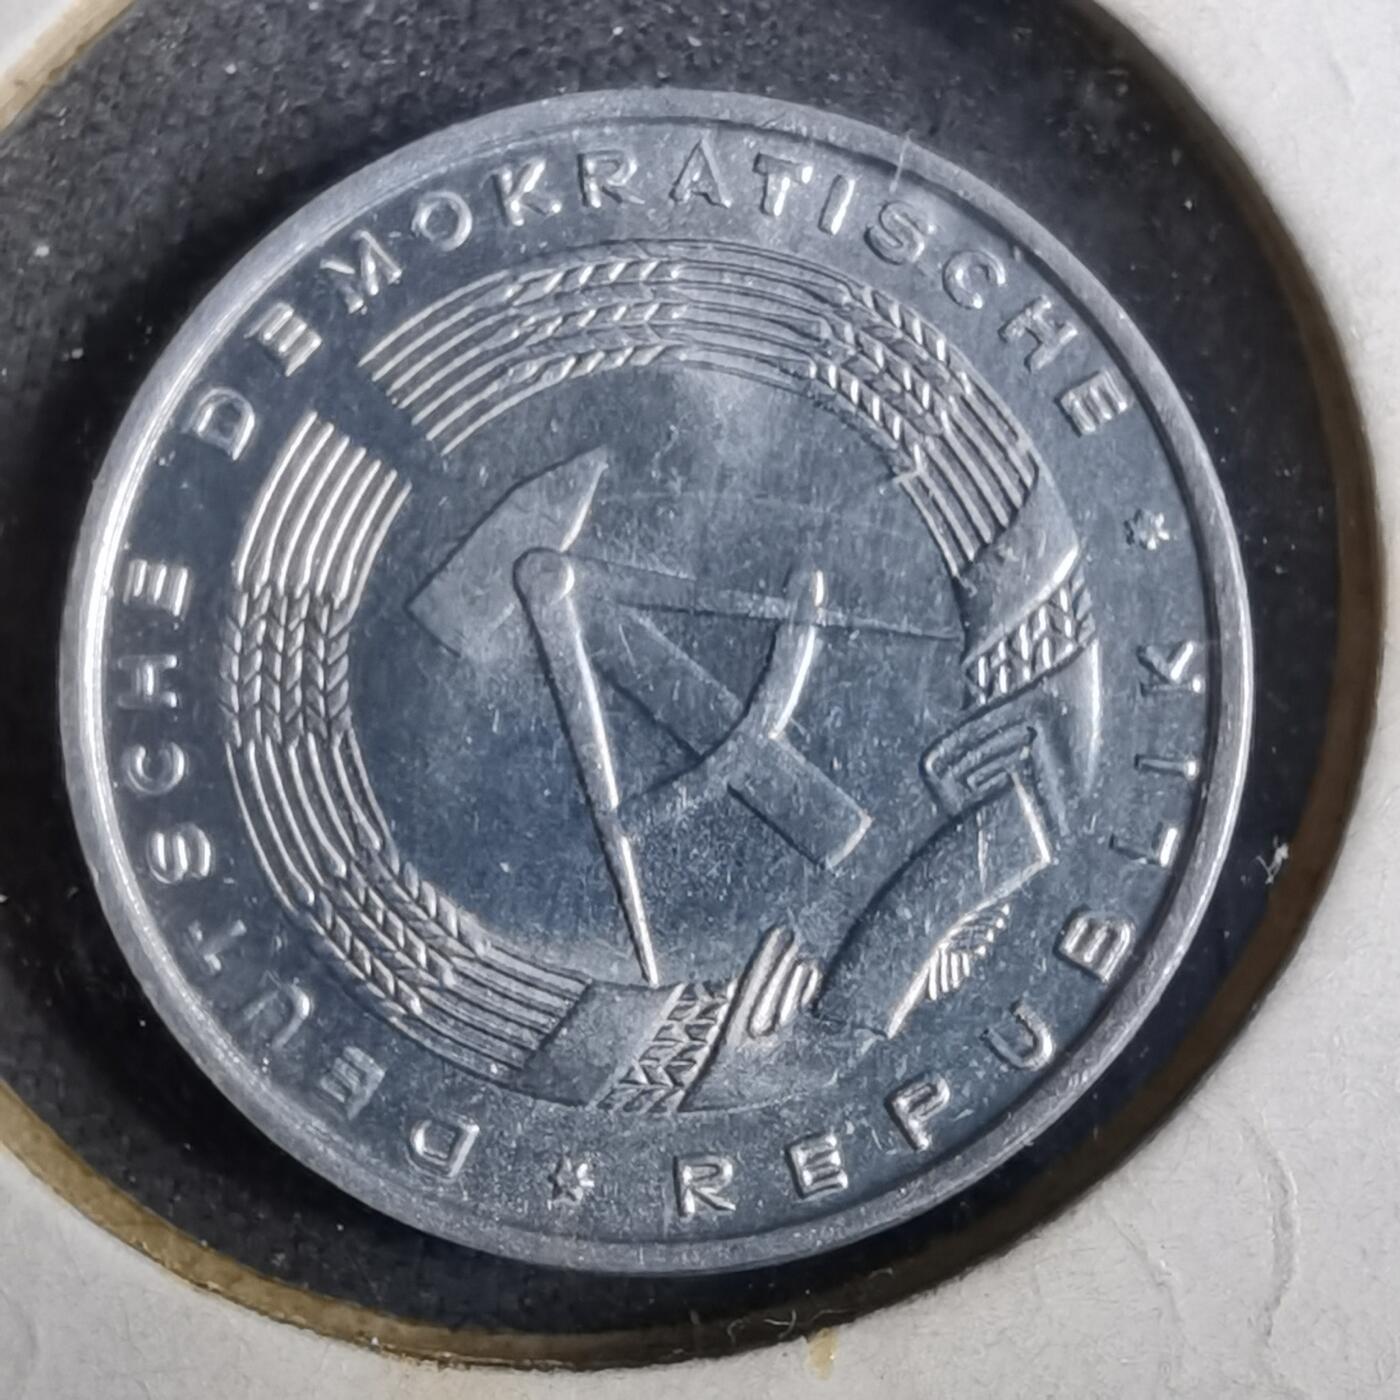 DEUTSCHE DEMOKRATISCHE
* REPUBLIK *